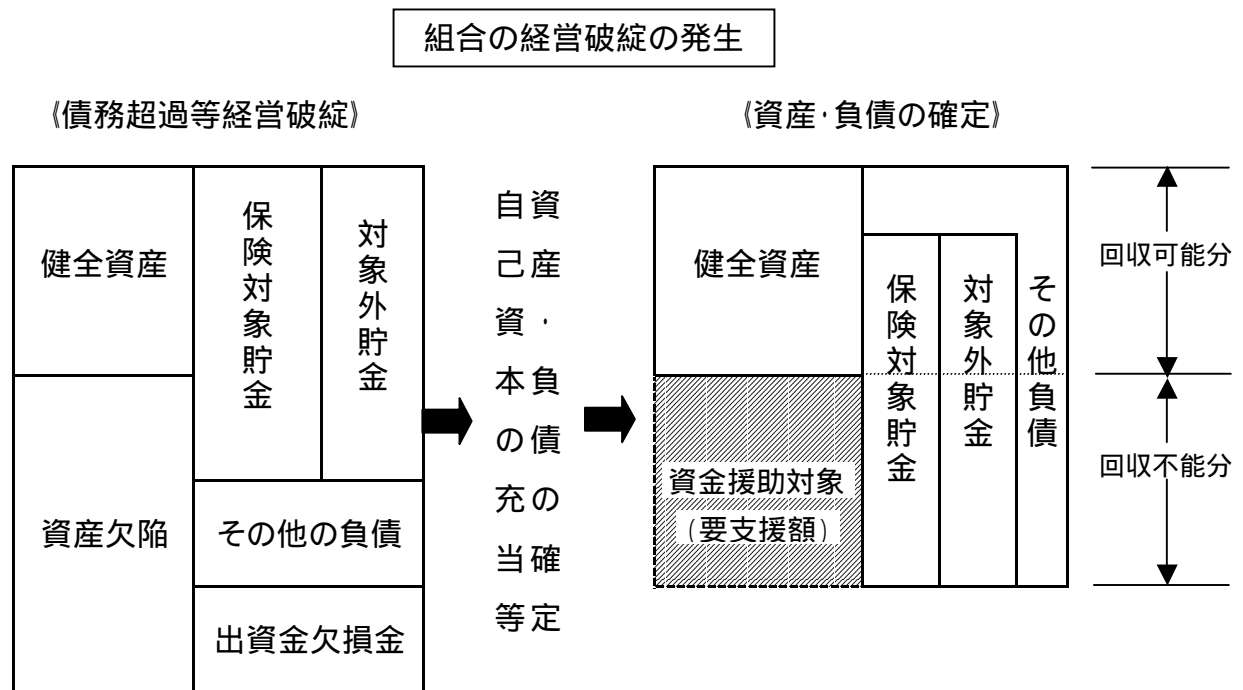 組合の経営破綻の発生
《債務超過等経営破綻》
健全資産
保険対象貯金
対象外貯金
資産欠陥
その他の負債
出資金欠損金
資産・負債の確定
自己資本の充当等
《資産・負債の確定》
健全資産
保険対象貯金
対象外貯金
その他負債
資金援助対象
(要支援額)
回収可能分
回収不能分